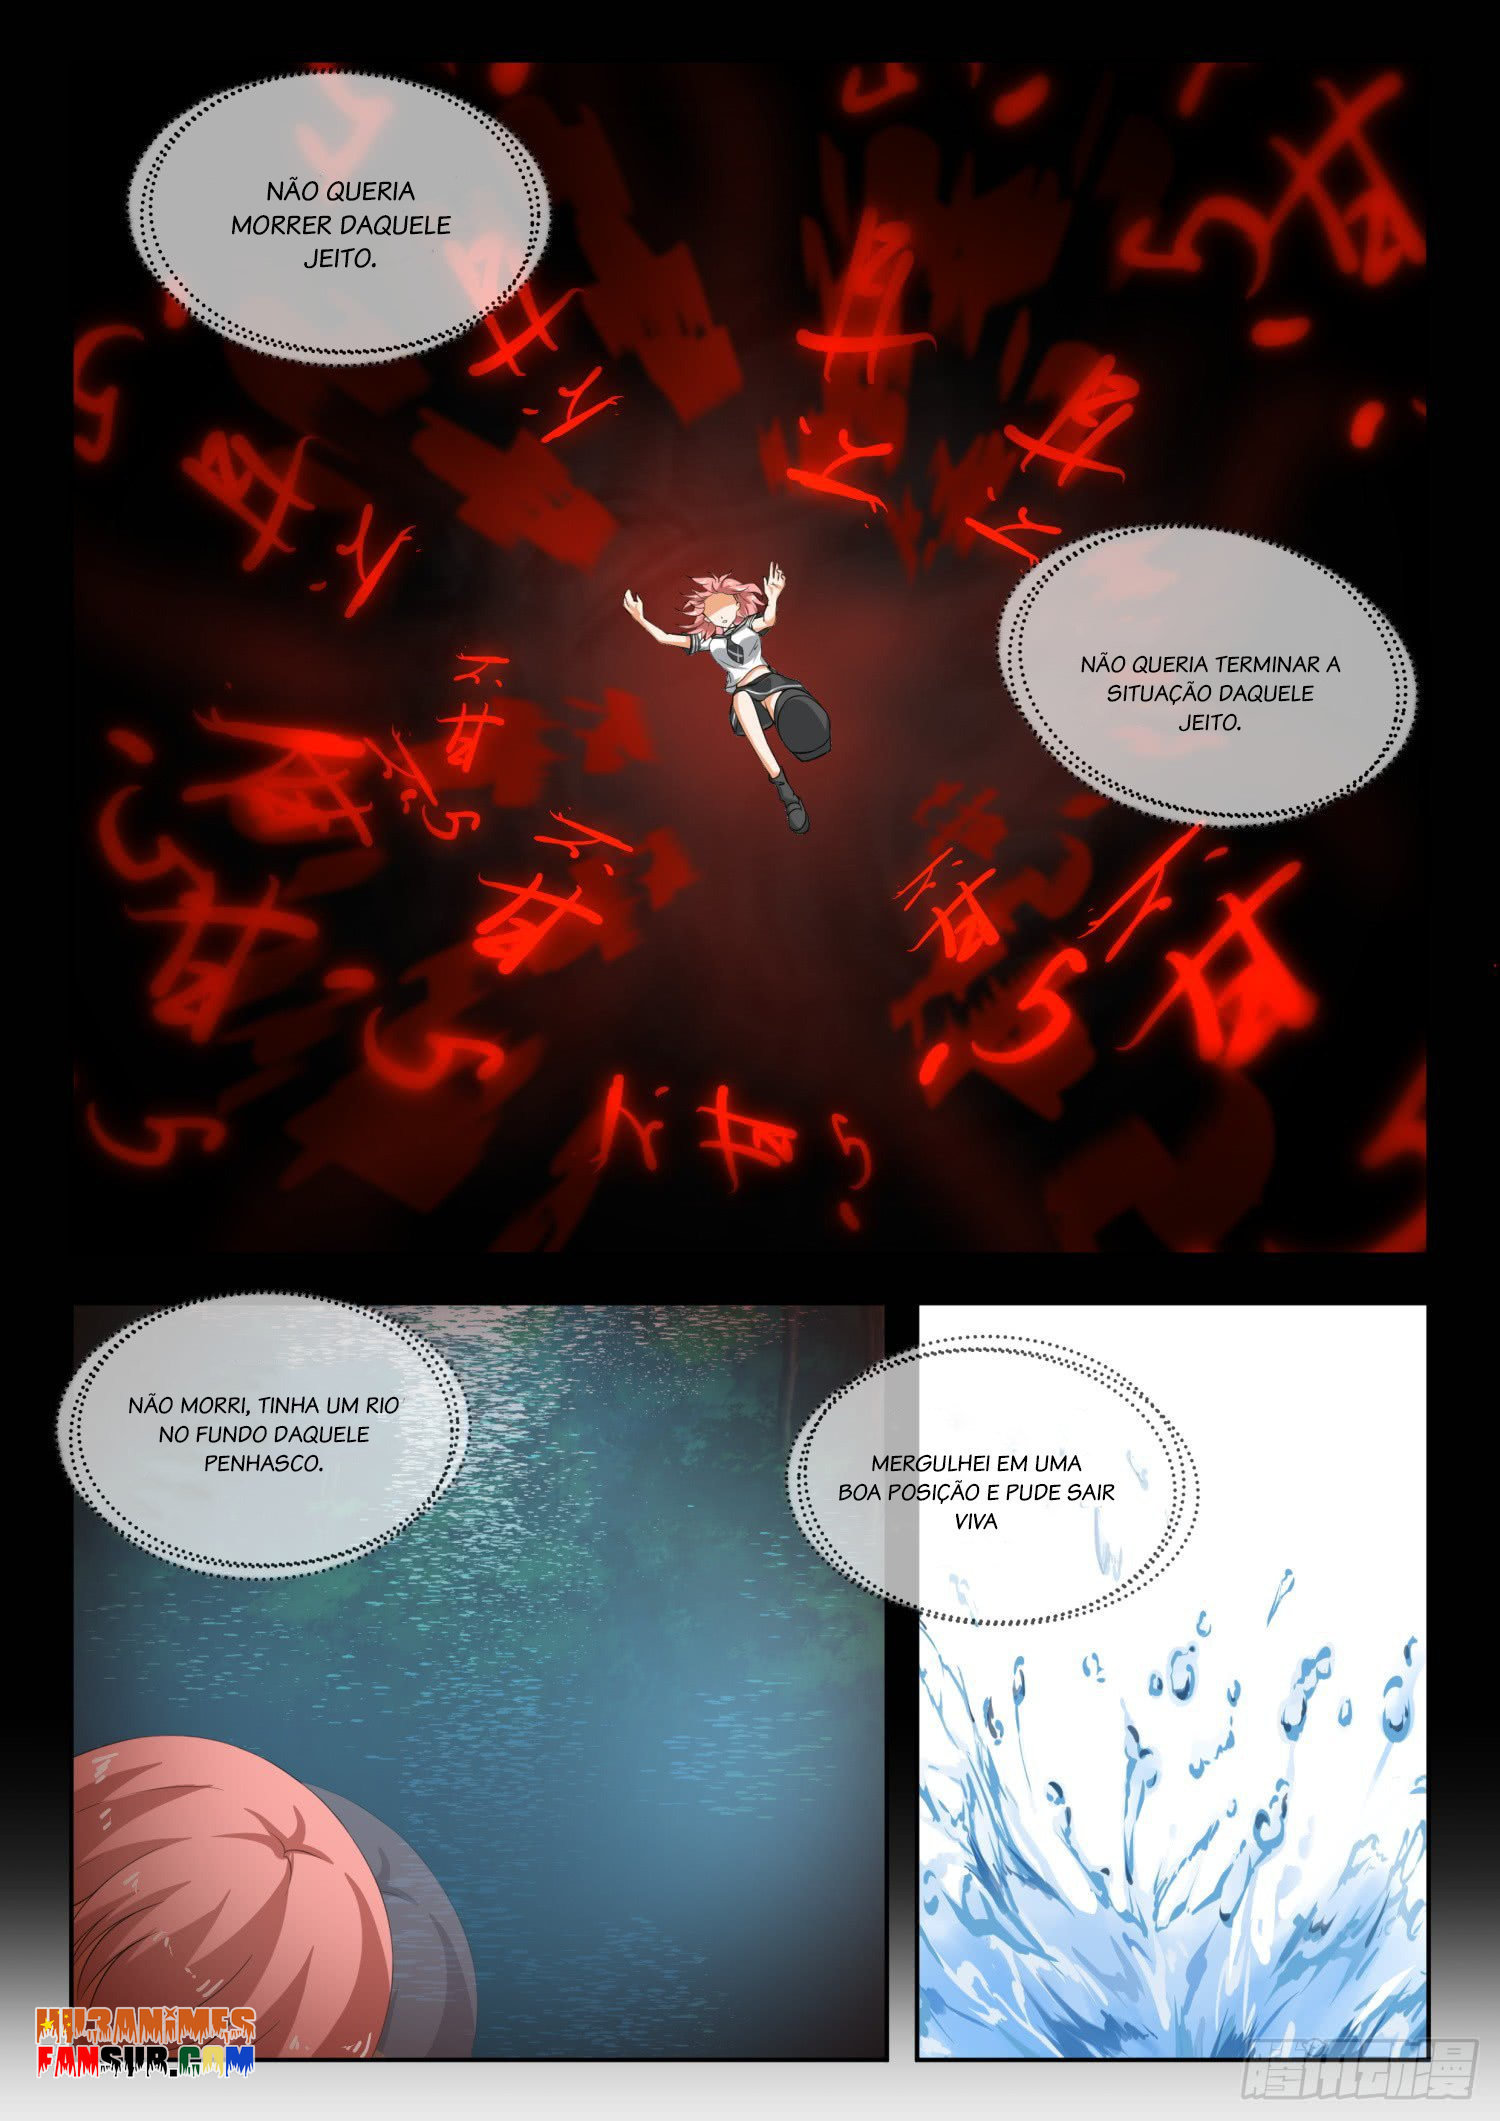 NÃO QUERIA
MORRER DAQUELE
JEITO.
NÃO QUERIA TERMINAR A
SITUAÇÃO DAQUELE
JEITO.
NÃO MORRI, TINHA UM RIO
NO FUNDO DAQUELE
PENHASCO.
MERGULHEI EM UMA
BOA POSIÇÃO E PUDE SAIR
VIVA
HU3ANIMES
FANSUB.COM
腾讯动漫